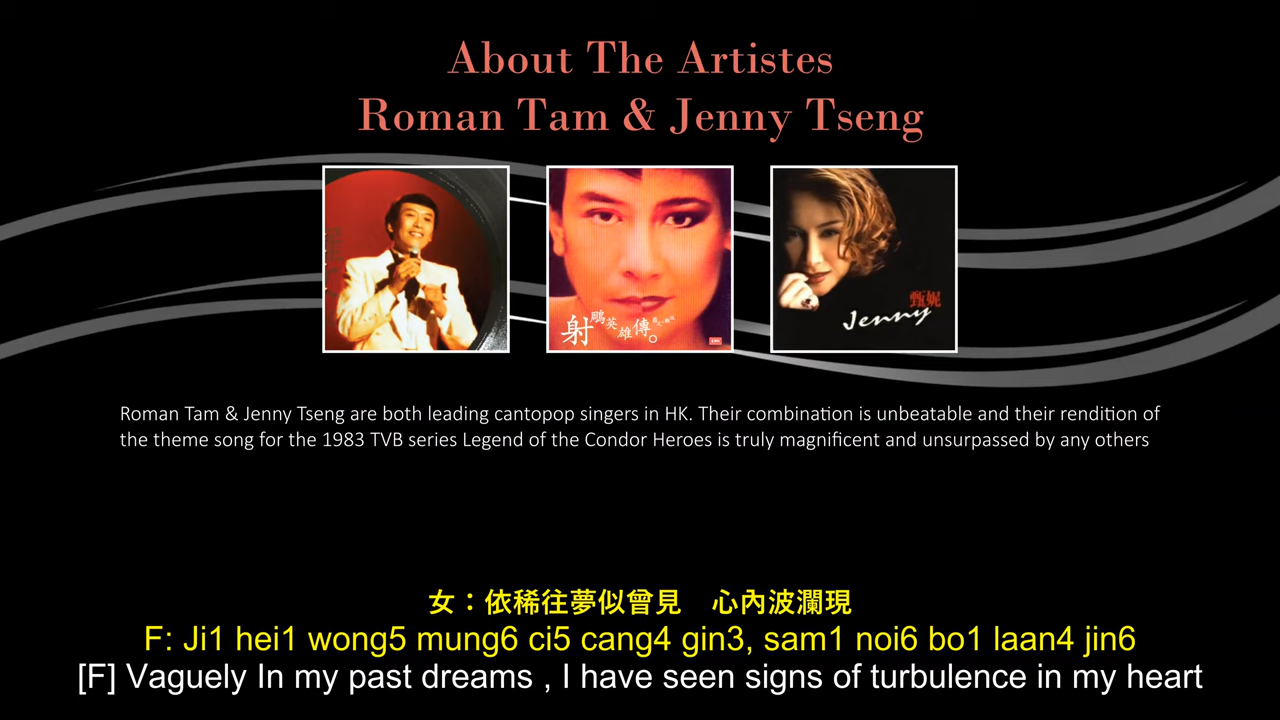 About The Artistes
Roman Tam & Jenny Tseng
射鵰英雄傳
甄妮
Jenny
EMI
Roman Tam & Jenny Tseng are both leading cantopop singers in HK. Their combination is unbeatable and their rendition of
the theme song for the 1983 TVB series Legend of the Condor Heroes is truly magnificent and unsurpassed by any others
女：依稀往夢似曾見　心內波瀾現
F: Ji1 hei1 wong5 mung6 ci5 cang4 gin3, sam1 noi6 bo1 laan4 jin6
[F] Vaguely In my past dreams , I have seen signs of turbulence in my heart